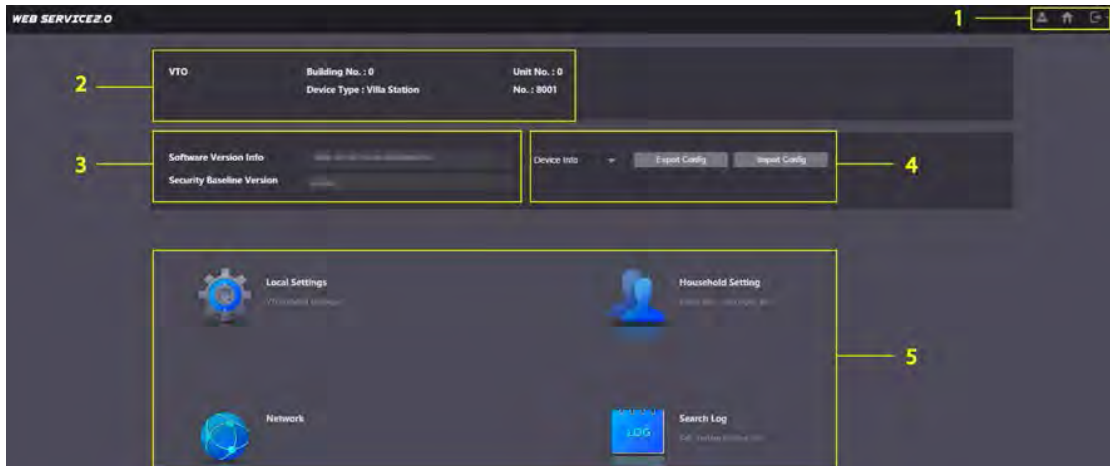 WEB SERVICE2.0
1
2
VTO Building No. : 0 Unit No. : 0
Device Type : Villa Station No. : 8001
3
Software Version Info
Security Baseline Version
Device Info Export Config Import Config
4
Local Settings Household Setting
5
Network Search Log
LOG